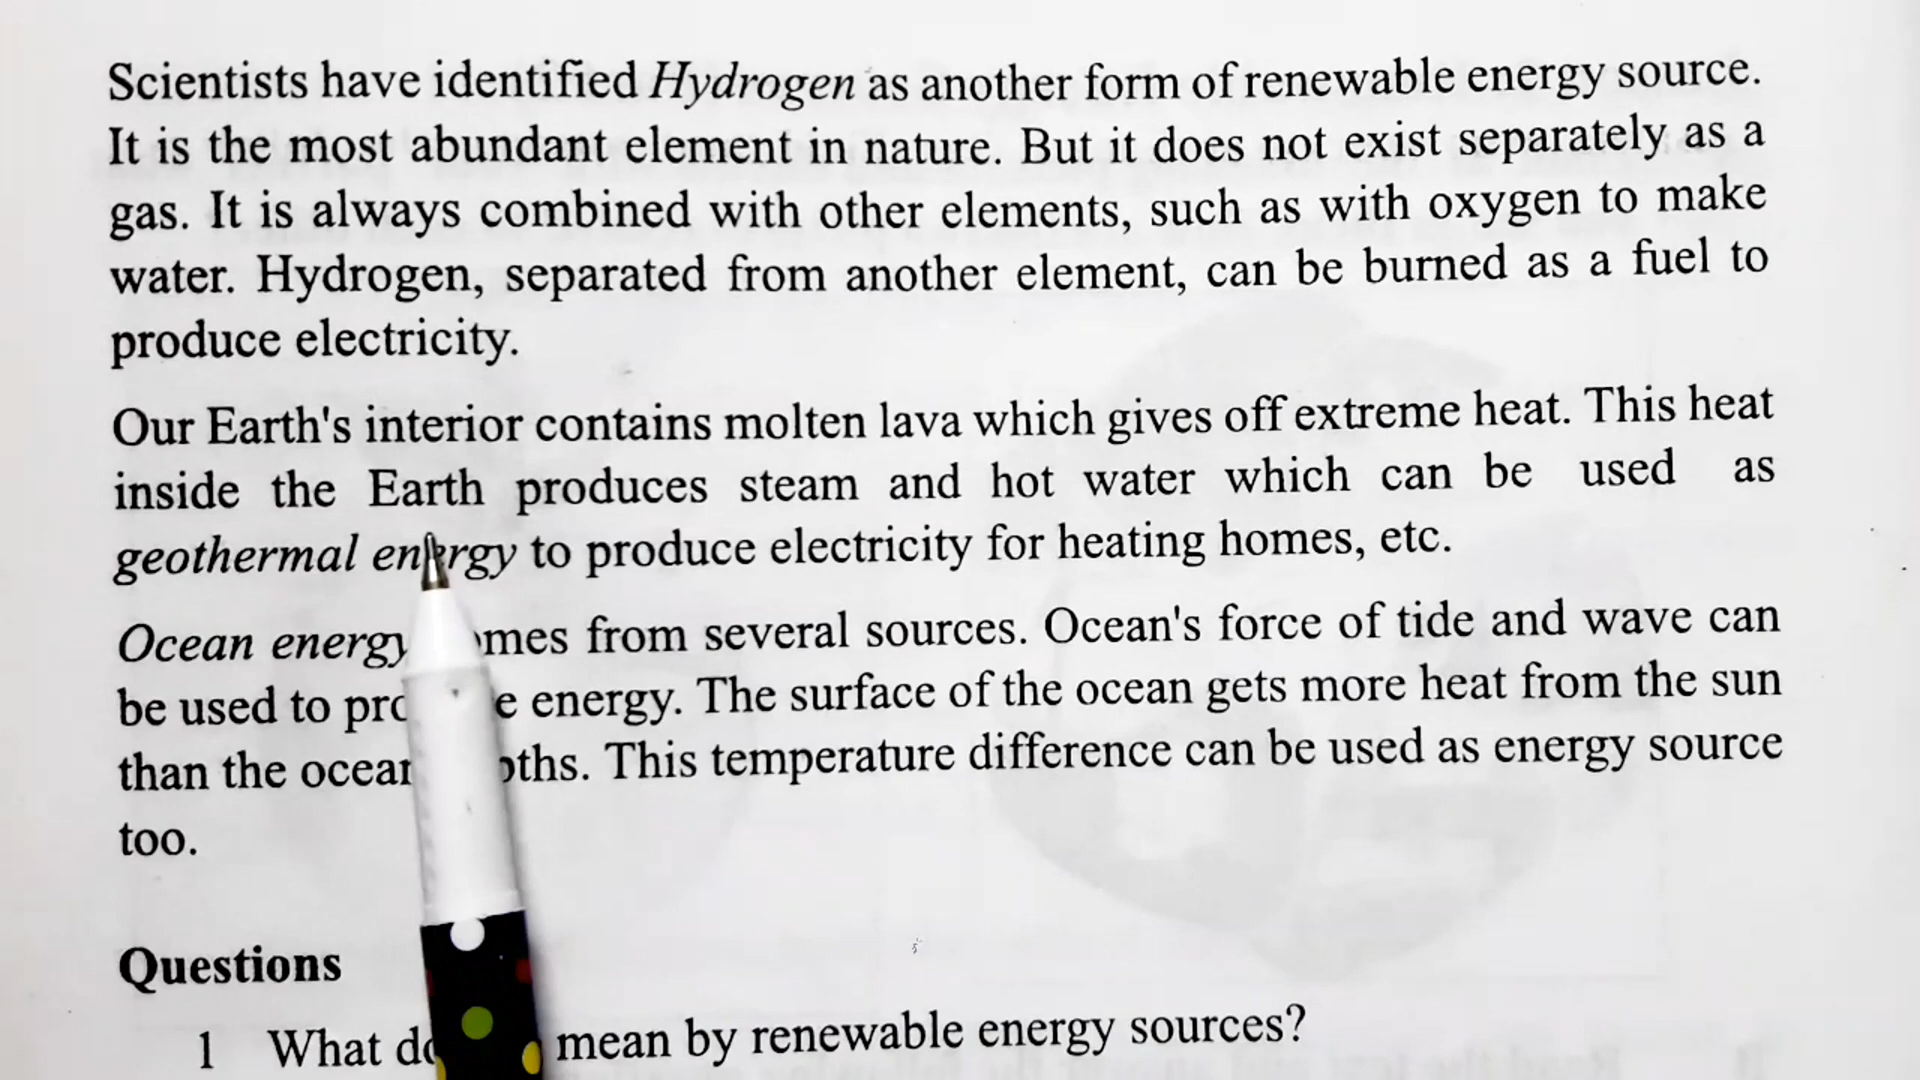 Scientists have identified Hydrogen as another form of renewable energy source.
It is the most abundant element in nature. But it does not exist separately as a
gas. It is always combined with other elements, such as with oxygen to make
water. Hydrogen, separated from another element, can be burned as a fuel to
produce electricity.
Our Earth's interior contains molten lava which gives off extreme heat. This heat
inside the Earth produces steam and hot water which can be used as
geothermal energy to produce electricity for heating homes, etc.
Ocean energy from several sources. Ocean's force of tide and wave can
be used to energy. The surface of the ocean gets more heat from the sun
than the ocean This temperature difference can be used as energy source
too.
Questions
1 What mean by renewable energy sources?